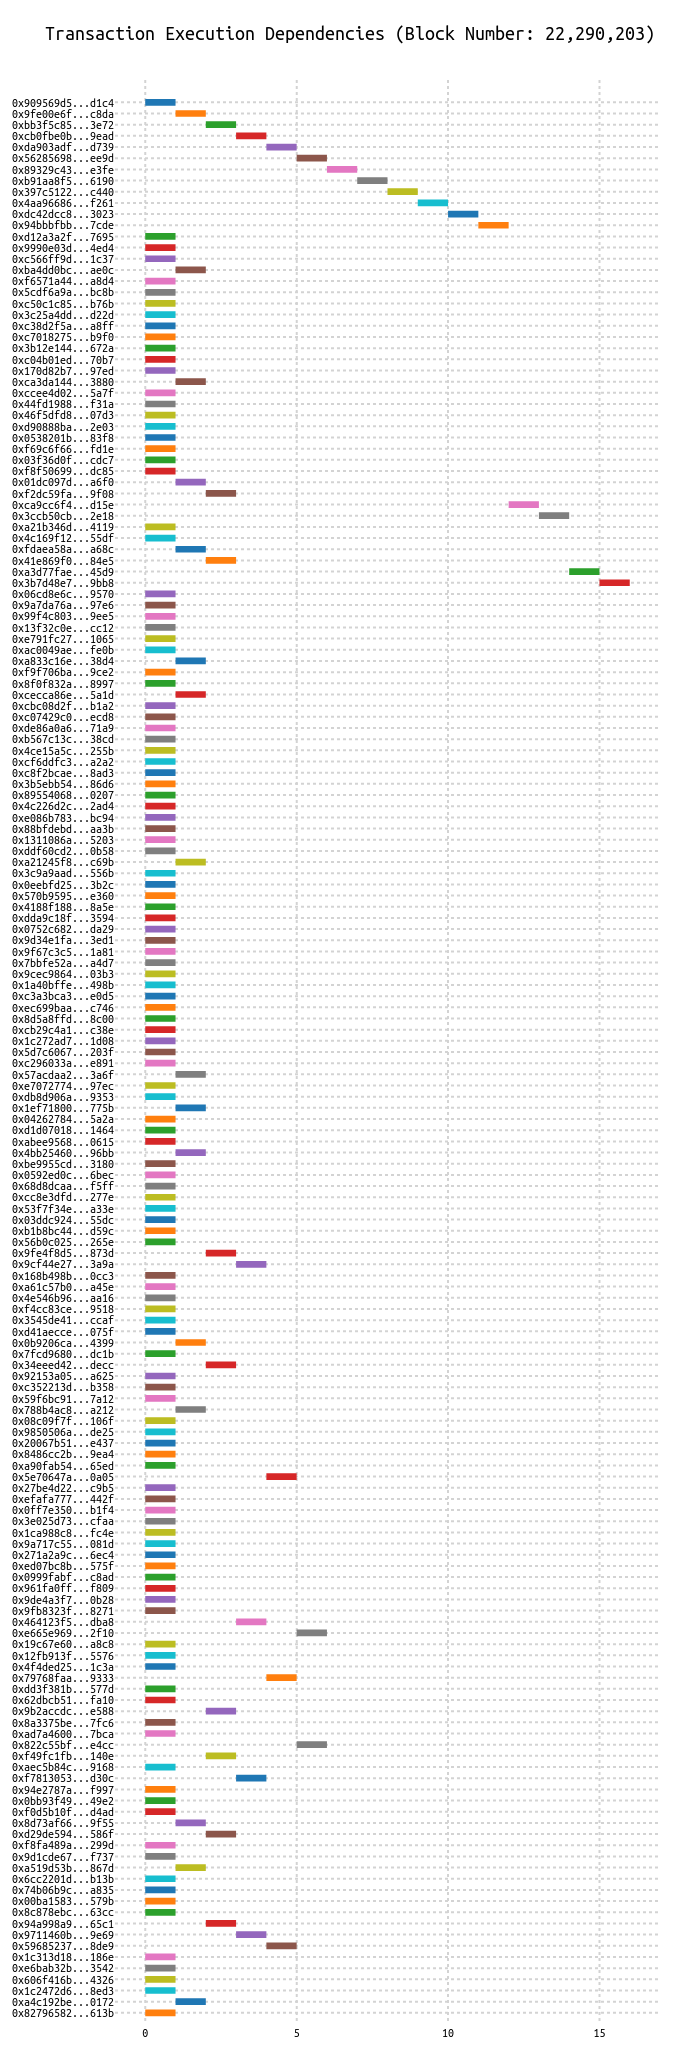 Transaction Execution Dependencies (Block Number: 22,290,203)
0x909569d5...d1c4
0x9fe00e6f...c8da
0xbb3f5c85...3e72
0xcb0fbe0b...9ead
0xda903adf...d739
0x56285698...ee9d
0x89329c43...e3fe
0xb91aa8f5...6190
0x397c5122...c440
0x4aa96686...f261
0xdc42dcc8...3023
0x94bbbfbb...7cde
0xd12a3a2f...7695
0x9990e03d...4ed4
0xc566ff9d...1c37
0xba4dd0bc...ae0c
0xf6571a44...a8d4
0x5cdf6a9a...bc8b
0xc50c1c85...b76b
0x3c25a4dd...d22d
0xc38d2f5a...a8ff
0xc7018275...b9f0
0x3b12e144...672a
0xc04b01ed...70b7
0x170d82b7...97ed
0xca3da144...3880
0xccee4d02...5a7f
0x44fd1988...f31a
0x46f5dfd8...07d3
0xd90888ba...2e03
0x0538201b...83f8
0xf69c6f66...fd1e
0x03f36d0f...cdc7
0xf8f50699...dc85
0x01dc097d...a6f0
0xf2dc59fa...9f08
0xca9cc6f4...d15e
0x3ccb50cb...2e18
0xa21b346d...4119
0x4c169f12...55df
0xfdaea58a...a68c
0x41e869f0...84e5
0xa3d77fae...45d9
0x3b7d48e7...9bb8
0x06cd8e6c...9570
0x9a7da76a...97e6
0x99f4c803...9ee5
0x13f32c0e...cc12
0xe791fc27...1065
0xac0049ae...fe0b
0xa833c16e...38d4
0xf9f706ba...9ce2
0x8f0f832a...8997
0xcecca86e...5a1d
0xcbc08d2f...b1a2
0xc07429c0...ecd8
0xde86a0a6...71a9
0xb567c13c...38cd
0x4ce15a5c...255b
0xcf6ddfc3...a2a2
0xc8f2bcae...8ad3
0x3b5ebb54...86d6
0x89554068...0207
0x4c226d2c...2ad4
0xe086b783...bc94
0x88bfdebd...aa3b
0x1311086a...5203
0xddf60cd2...0b58
0xa21245f8...c69b
0x3c9a9aad...556b
0x0eebfd25...3b2c
0x570b9595...e360
0x4188f188...8a5e
0xdda9c18f...3594
0x0752c682...da29
0x9d34e1fa...3ed1
0x9f67c3c5...1a81
0x7bbfe52a...a4d7
0x9cec9864...03b3
0x1a40bffe...498b
0xc3a3bca3...e0d5
0xec699baa...c746
0x8d5a8ffd...8c00
0xcb29c4a1...c38e
0x1c272ad7...1d08
0x5d7c6067...203f
0xc296033a...e891
0x57acdaa2...3a6f
0xe7072774...97ec
0xdb8d906a...9353
0x1ef71800...775b
0x04262784...5a2a
0xd1d07018...1464
0xabee9568...0615
0x4bb25460...96bb
0xbe9955cd...3180
0x0592ed0c...6bec
0x68d8dcaa...f5ff
0xcc8e3dfd...277e
0x53f7f34e...a33e
0x03ddc924...55dc
0xb1b8bc44...d59c
0x56b0c025...265e
0x9fe4f8d5...873d
0x9cf44e27...3a9a
0x168b498b...0cc3
0xa61c57b0...a45e
0x4e546b96...aa16
0xf4cc83ce...9518
0x3545de41...ccaf
0xd41aecce...075f
0x0b9206ca...4399
0x7fcd9680...dc1b
0x34eeed42...decc
0x92153a05...a625
0xc352213d...b358
0x59f6bc91...7a12
0x788b4ac8...a212
0x08c09f7f...106f
0x9850506a...de25
0x20067b51...e437
0x8486cc2b...9ea4
0xa90fab54...65ed
0x5e70647a...0a05
0x27be4d22...c9b5
0xefafa777...442f
0x0ff7e350...b1f4
0x3e025d73...cfaa
0x1ca988c8...fc4e
0x9a717c55...081d
0x271a2a9c...6ec4
0xed07bc8b...575f
0x0999fabf...c8ad
0x961fa0ff...f809
0x9de4a3f7...0b28
0x9fb8323f...8271
0x464123f5...dba8
0xe665e969...2f10
0x19c67e60...a8c8
0x12fb913f...5576
0x4f4ded25...1c3a
0x79768faa...9333
0xdd3f381b...577d
0x62dbcb51...fa10
0x9b2accdc...e588
0x8a3375be...7fc6
0xad7a4600...7bca
0x822c55bf...e4cc
0xf49fc1fb...140e
0xaec5b84c...9168
0xf7813053...d30c
0x94e2787a...f997
0x0bb93f49...49e2
0xf0d5b10f...d4ad
0x8d73af66...9f55
0xd29de594...586f
0xf8fa489a...299d
0x9d1cde67...f737
0xa519d53b...867d
0x6cc2201d...b13b
0x74b06b9c...a835
0x00ba1583...579b
0x8c878ebc...63cc
0x94a998a9...65c1
0x9711460b...9e69
0x59685237...8de9
0x1c313d18...186e
0xe6bab32b...3542
0x606f416b...4326
0x1c2472d6...8ed3
0xa4c192be...0172
0x82796582...613b
0 5 10 15